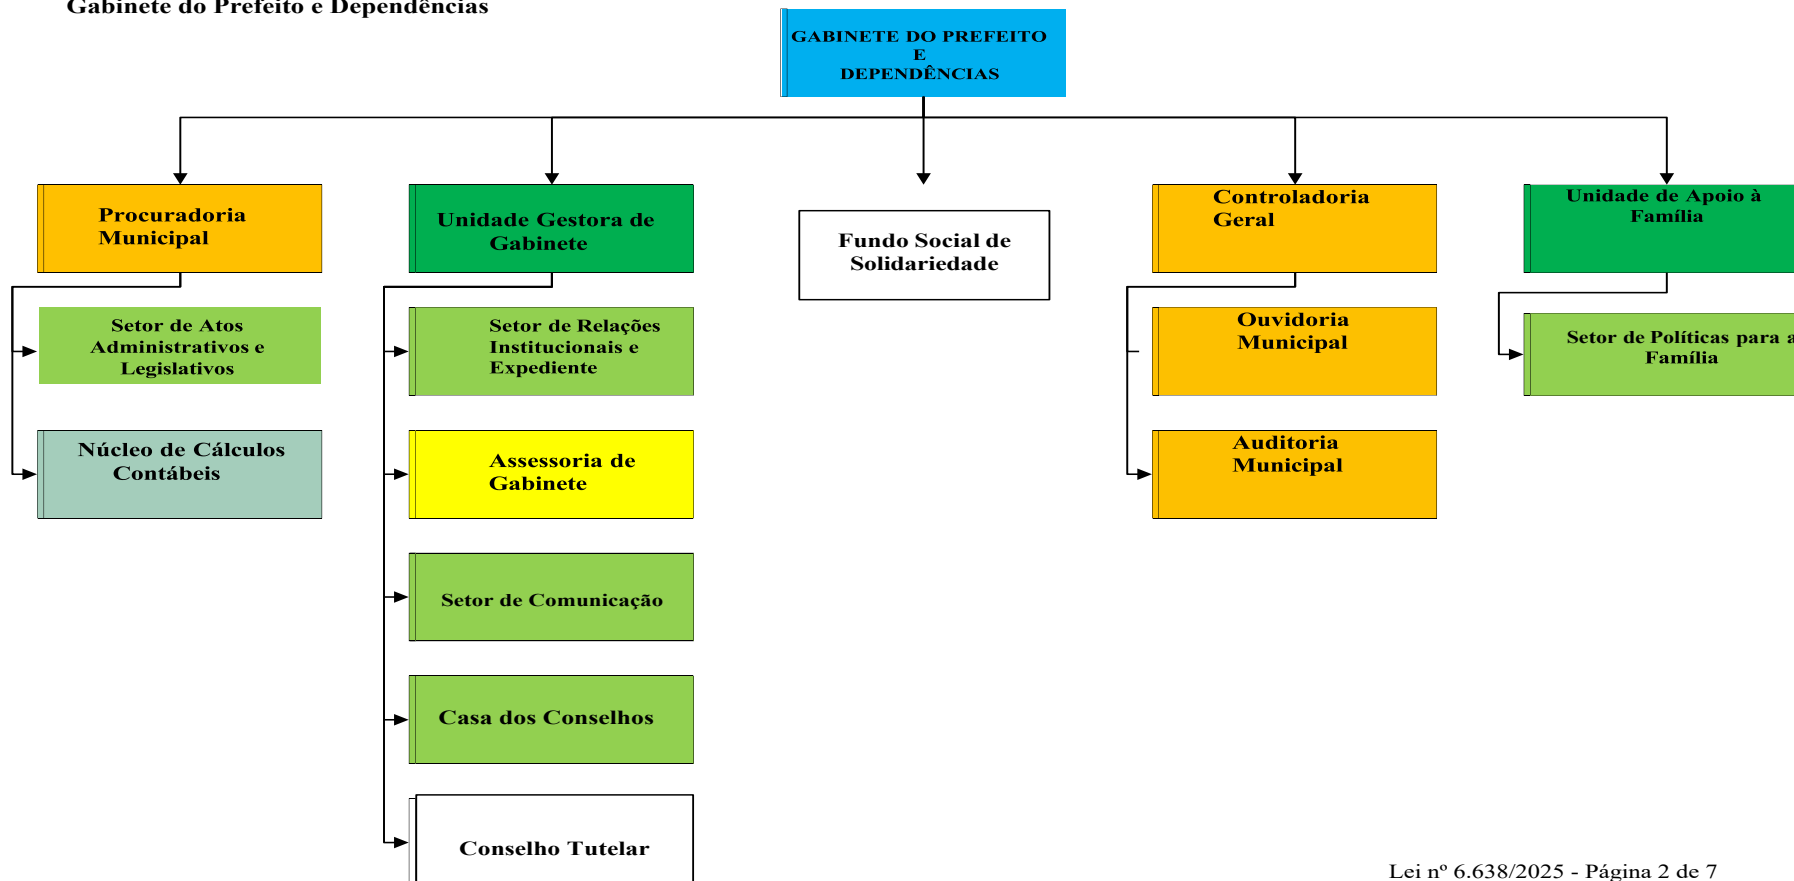 Gabinete do Prefeito e Dependências
GABINETE DO PREFEITO
E
DEPENDÊNCIAS
Procuradoria
Municipal
Unidade Gestora de
Gabinete
Fundo Social de
Solidariedade
Controladoria
Geral
Unidade de Apoio à
Família
Setor de Atos
Administrativos e
Legislativos
Setor de Relações
Institucionais e
Expediente
Ouvidoria
Municipal
Setor de Políticas para a
Família
Núcleo de Cálculos
Contábeis
Assessoria de
Gabinete
Auditoria
Municipal
Setor de Comunicação
Casa dos Conselhos
Conselho Tutelar
Lei nº 6.638/2025 - Página 2 de 7